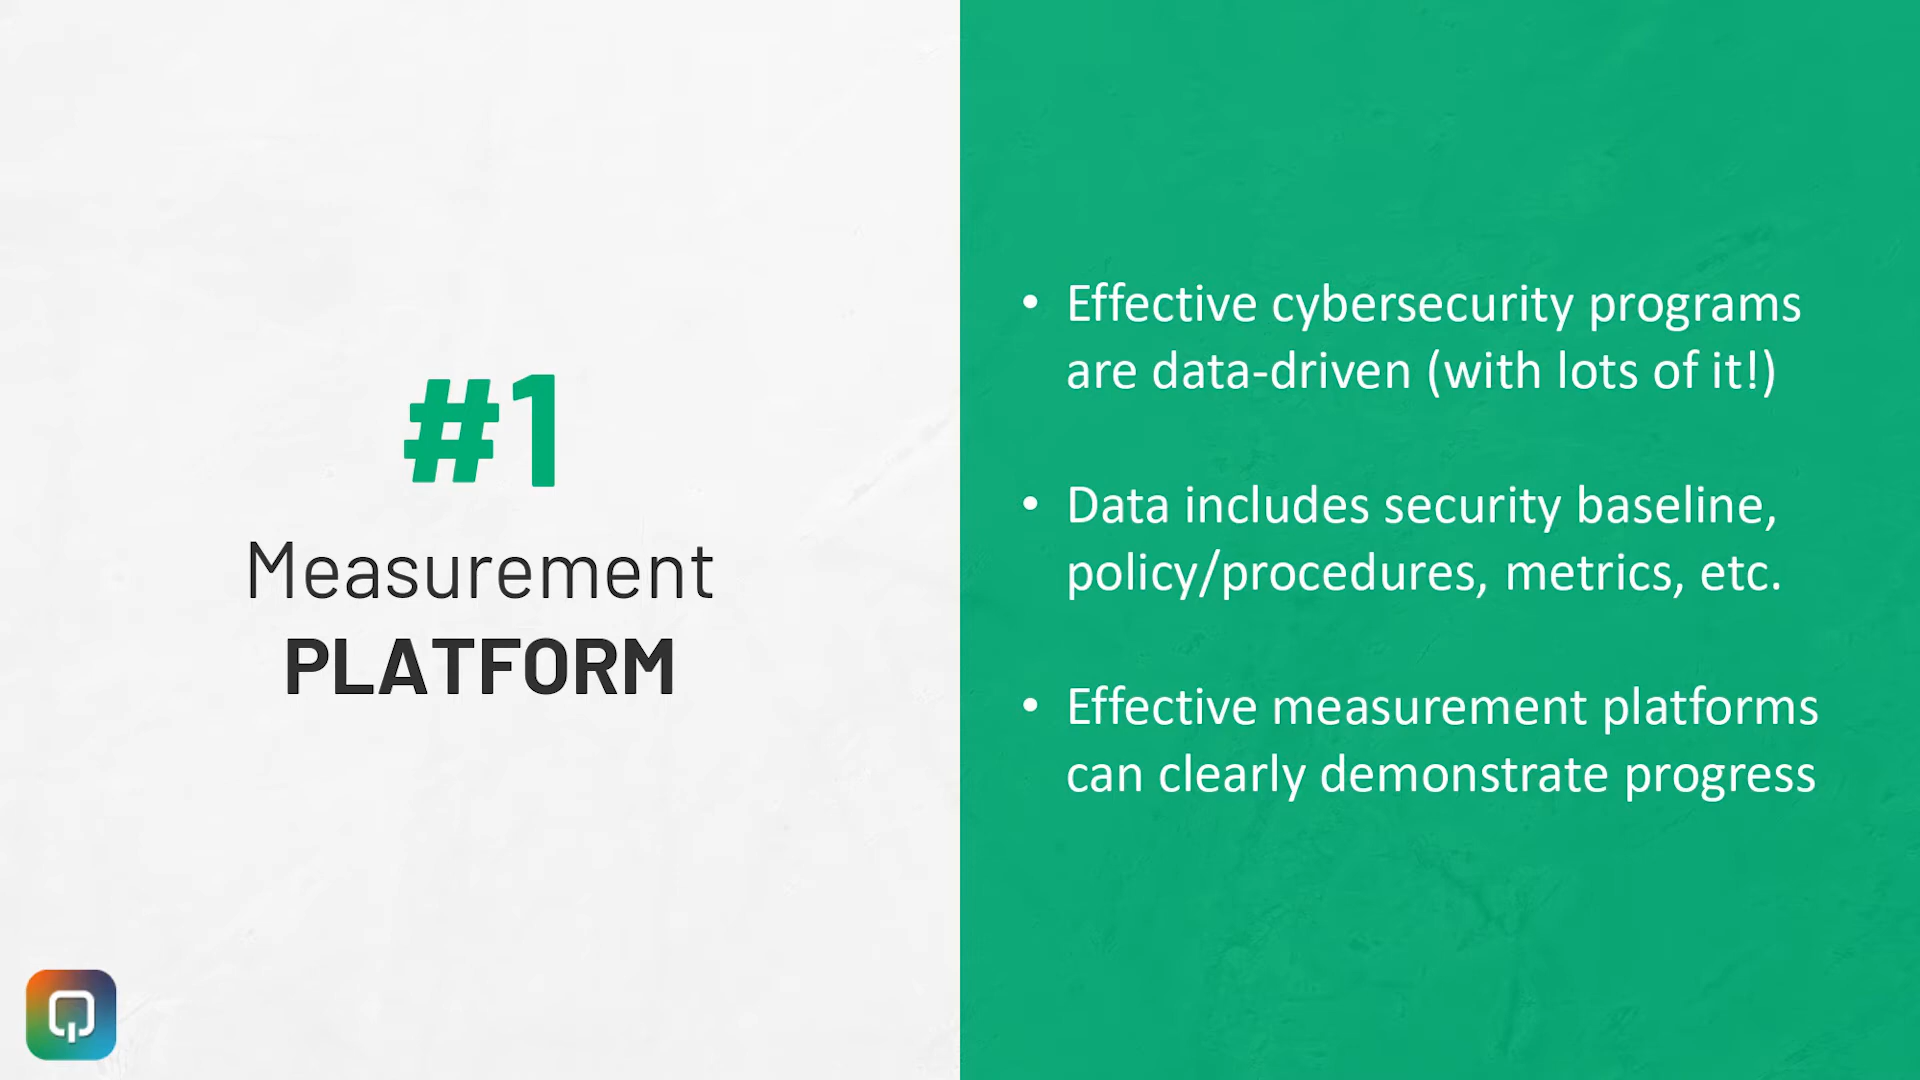 #1
Measurement
PLATFORM
• Effective cybersecurity programs
are data-driven (with lots of it!)
• Data includes security baseline,
policy/procedures, metrics, etc.
• Effective measurement platforms
can clearly demonstrate progress